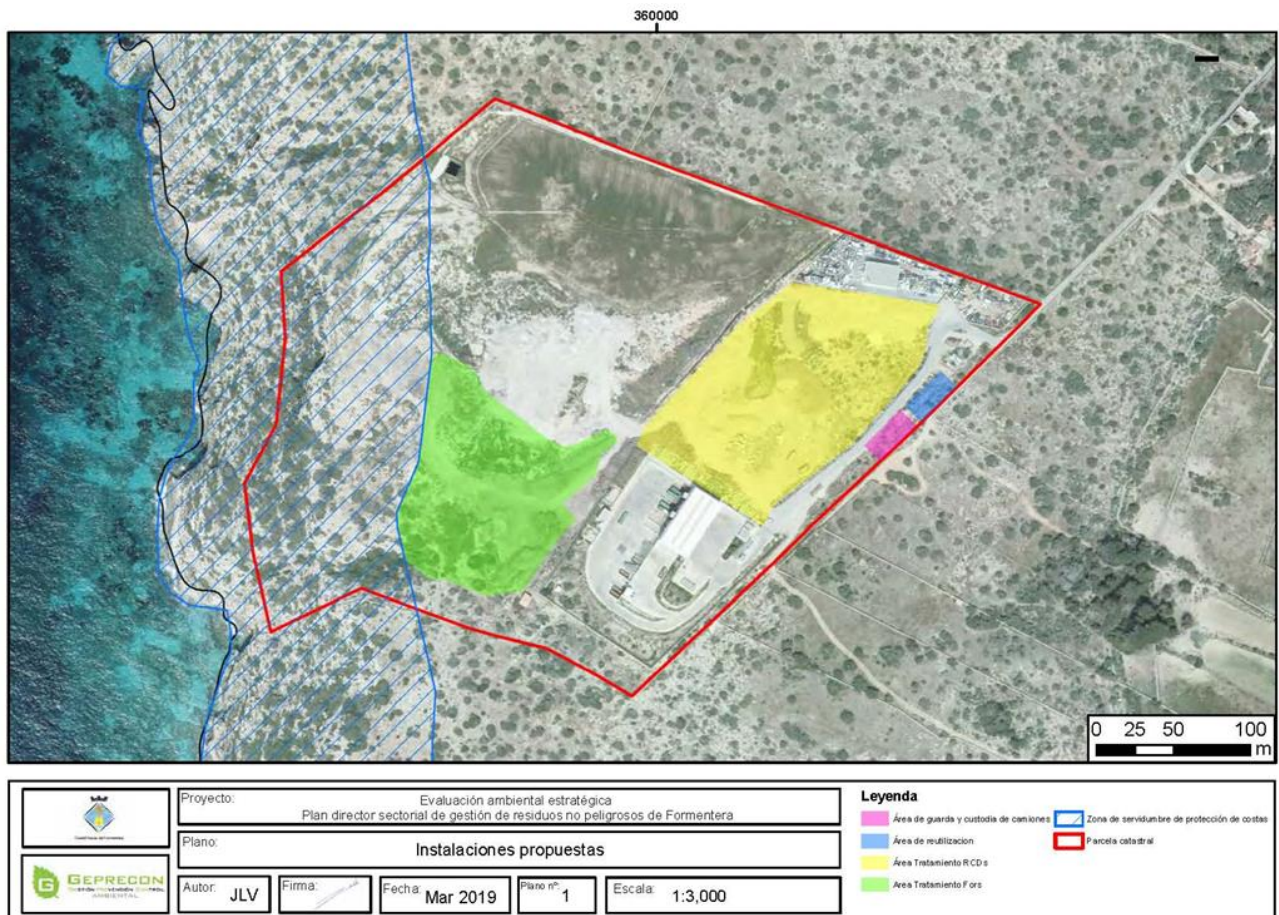 360000
0 25 50 100
m
Proyecto:
Evaluación ambiental estratégica
Plan director sectorial de gestión de residuos no peligrosos de Formentera
Plano:
Instalaciones propuestas
GEPRECON
AMBIENTAL
Autor: JLV
Firma:
Fecha: Mar 2019
Plano nº: 1
Escala: 1:3,000
Leyenda
Área de guarda y custodia de camiones
Área de reutilizacion
Área Tratamiento RCDs
Area Tratamiento Fors
Zona de servidumbre de protección de costas
Parcela catastral